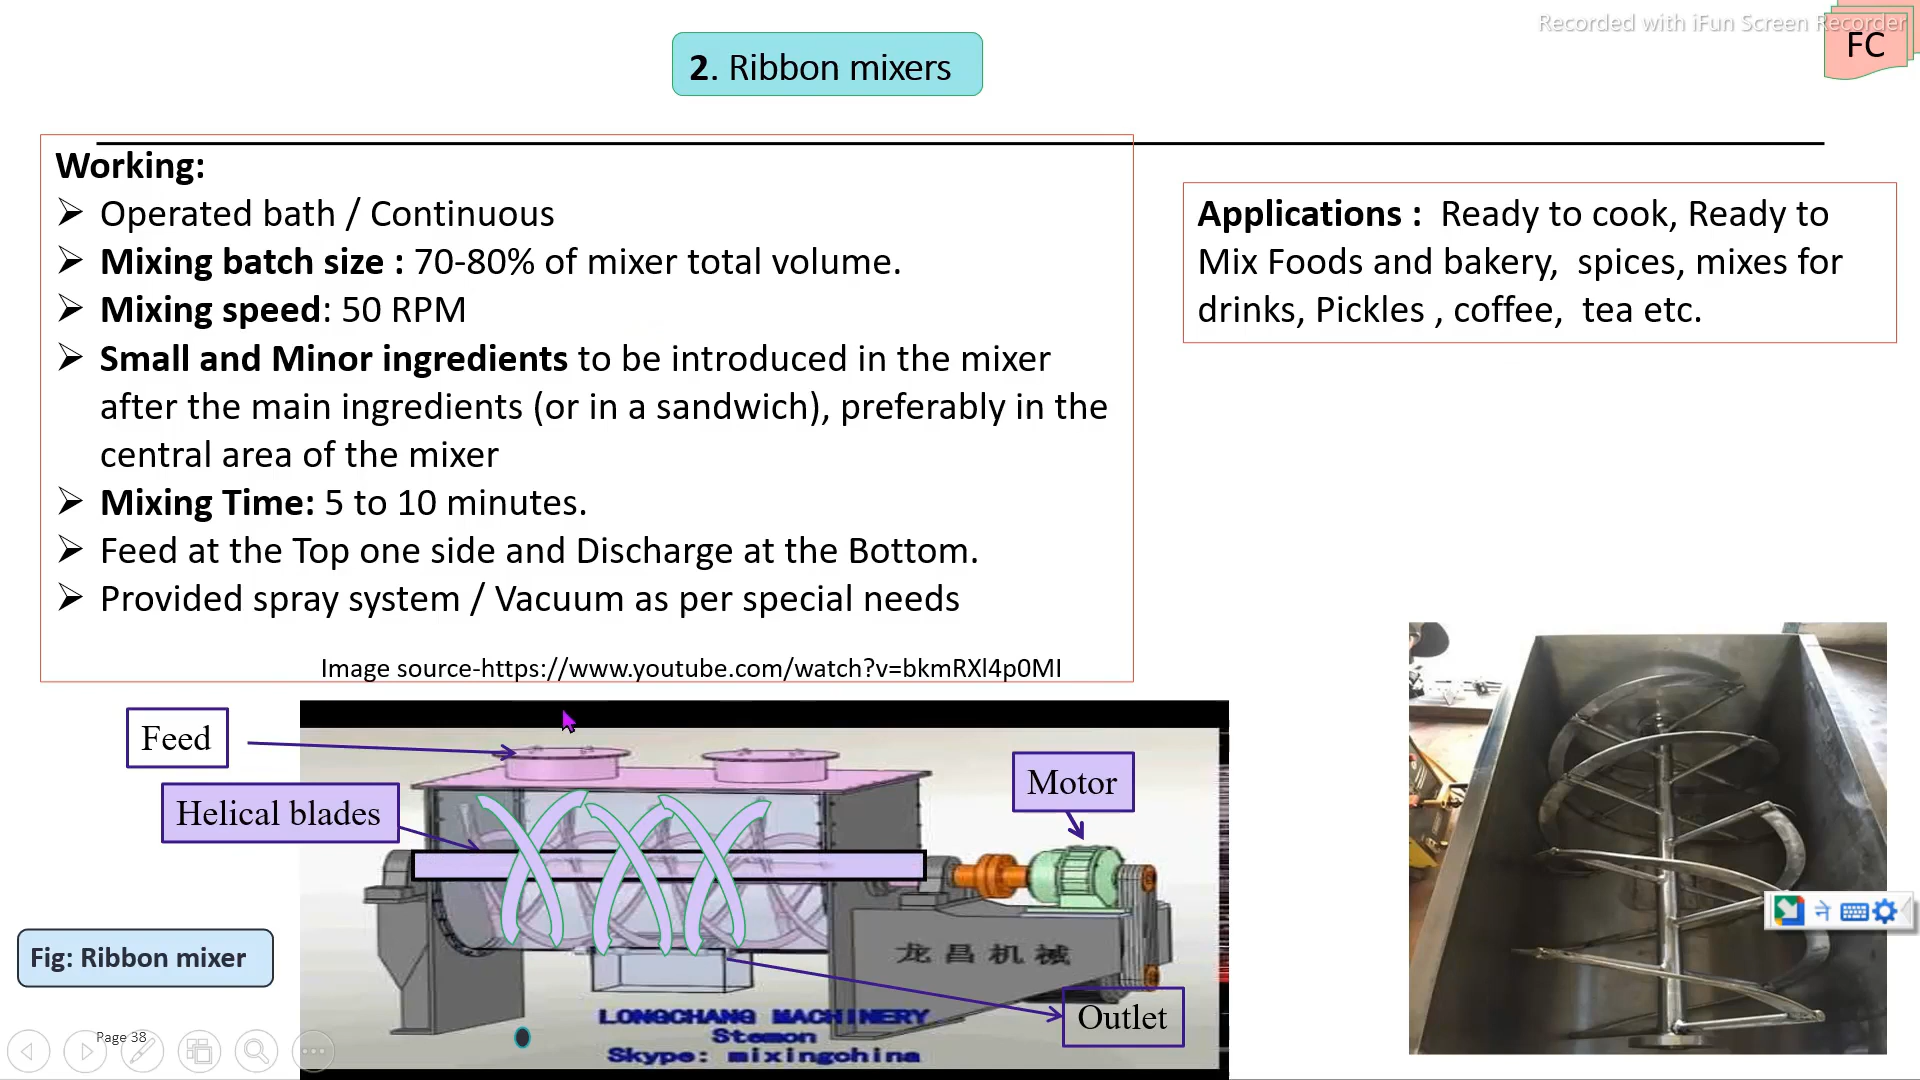 Recorded with iFun Screen Recorder
FC
2. Ribbon mixers
Working:
Operated bath / Continuous
Mixing batch size : 70-80% of mixer total volume.
Mixing speed: 50 RPM
Small and Minor ingredients to be introduced in the mixer
after the main ingredients (or in a sandwich), preferably in the
central area of the mixer
Mixing Time: 5 to 10 minutes.
Feed at the Top one side and Discharge at the Bottom.
Provided spray system / Vacuum as per special needs
Image source-https://www.youtube.com/watch?v=bkmRXl4p0MI
Applications : Ready to cook, Ready to
Mix Foods and bakery, spices, mixes for
drinks, Pickles , coffee, tea etc.
Feed
Helical blades
Motor
龙昌机械
Outlet
LONGCHANG MACHINERY
Stemon
Skype: mixingchina
Fig: Ribbon mixer
Page 38
ने